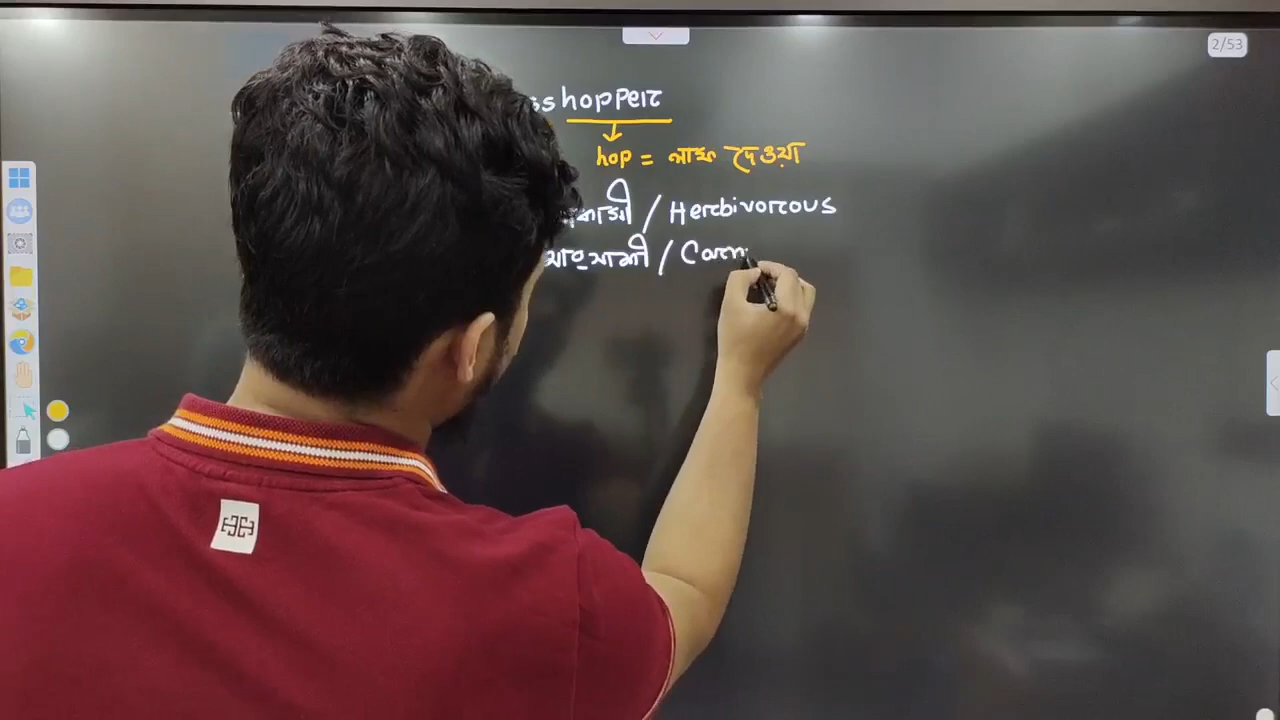 2/53
sshopper
hop = লাফ দেওয়া
/ Herbivorous
মাংসাশী / Carn